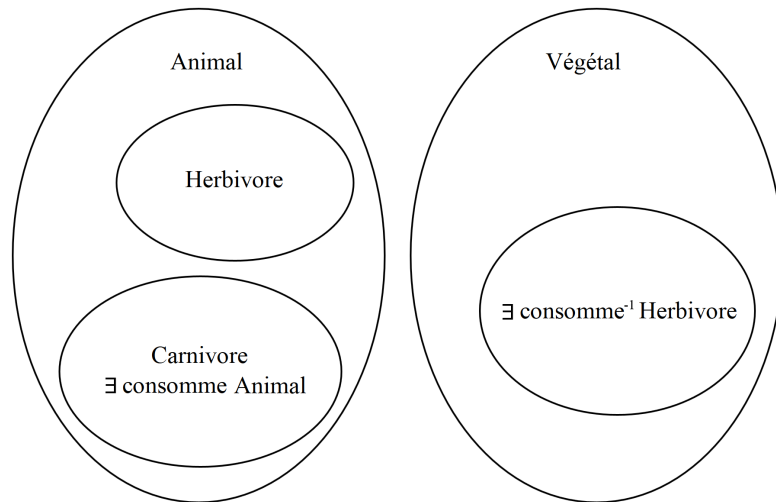 Animal
Végétal
Herbivore
Carnivore
∃ consomme Animal
∃ consomme⁻¹ Herbivore